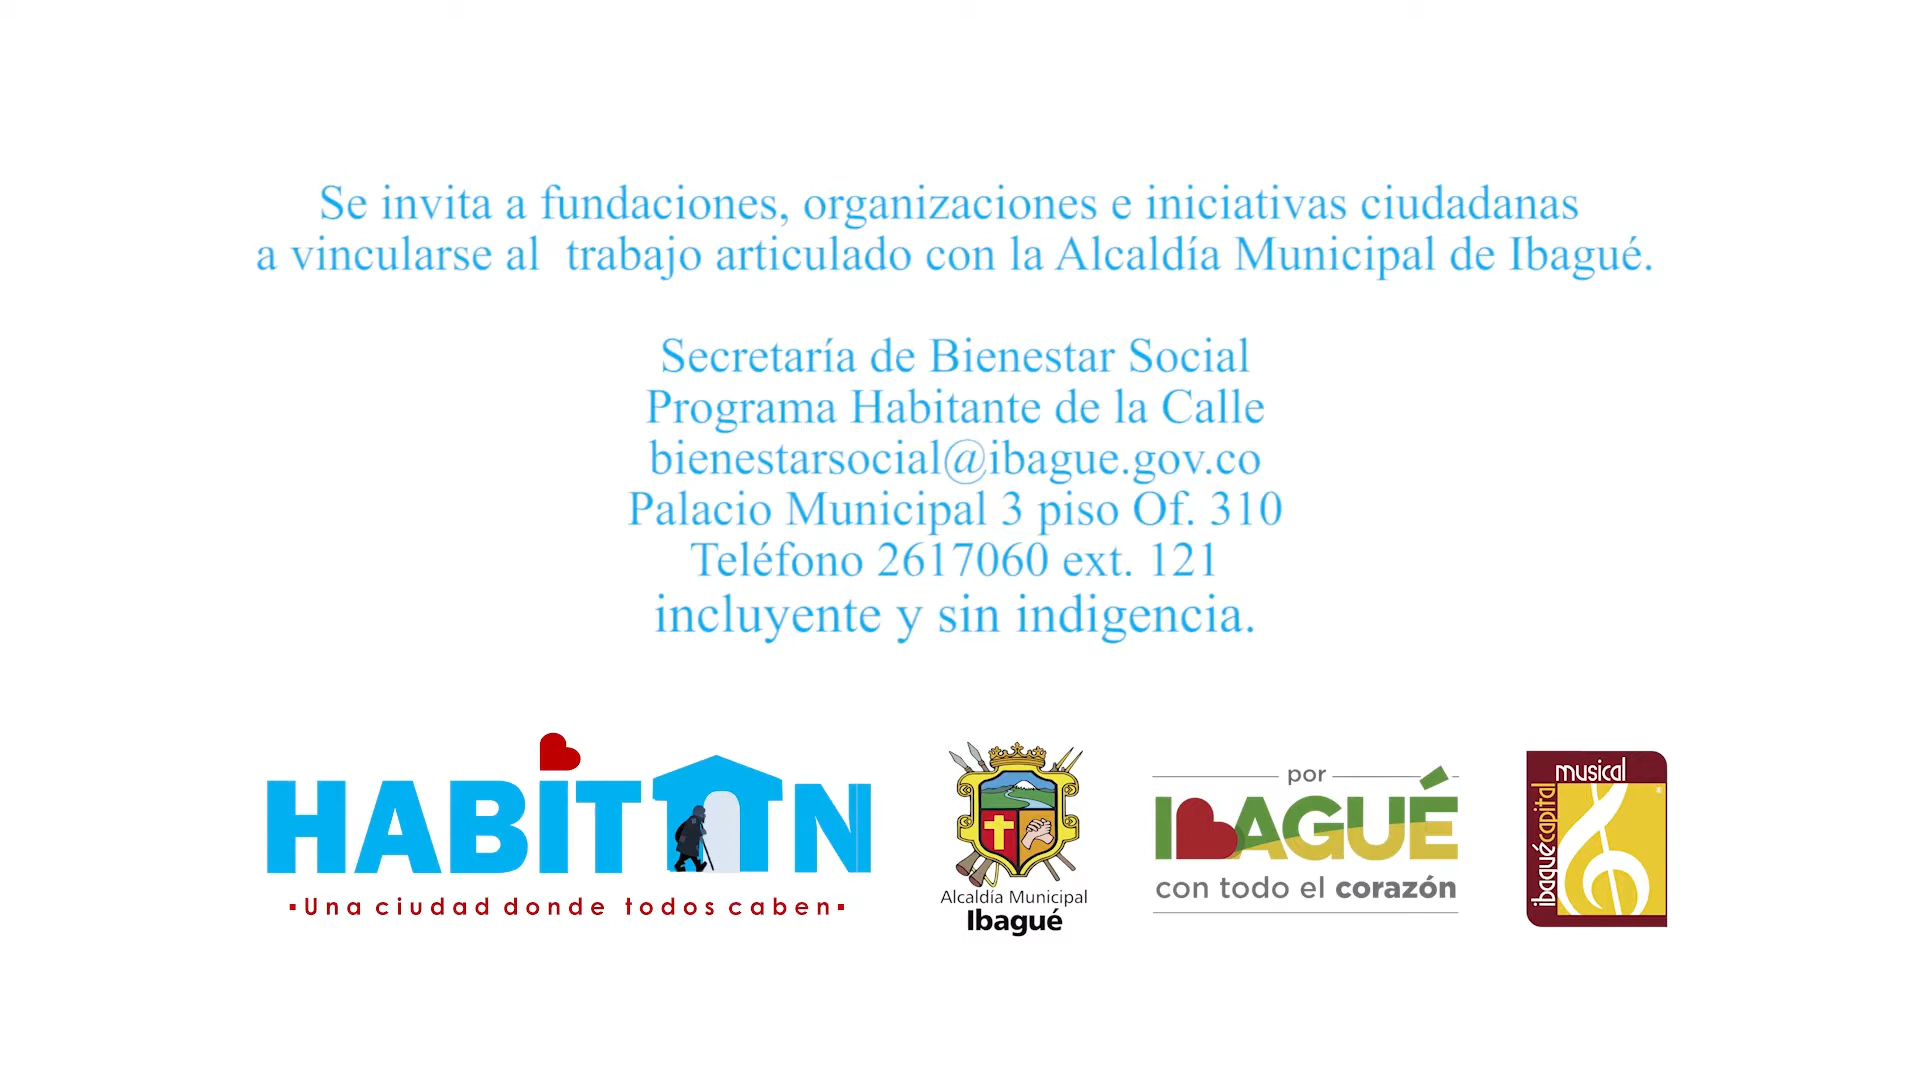 Se invita a fundaciones, organizaciones e iniciativas ciudadanas
a vincularse al trabajo articulado con la Alcaldía Municipal de Ibagué.
Secretaría de Bienestar Social
Programa Habitante de la Calle
bienestarsocial@ibague.gov.co
Palacio Municipal 3 piso Of. 310
Teléfono 2617060 ext. 121
incluyente y sin indigencia.
HABITON
▪Una ciudad donde todos caben▪
Alcaldía Municipal
Ibagué
por
IBAGUÉ
con todo el corazón
musical
ibaguécapital